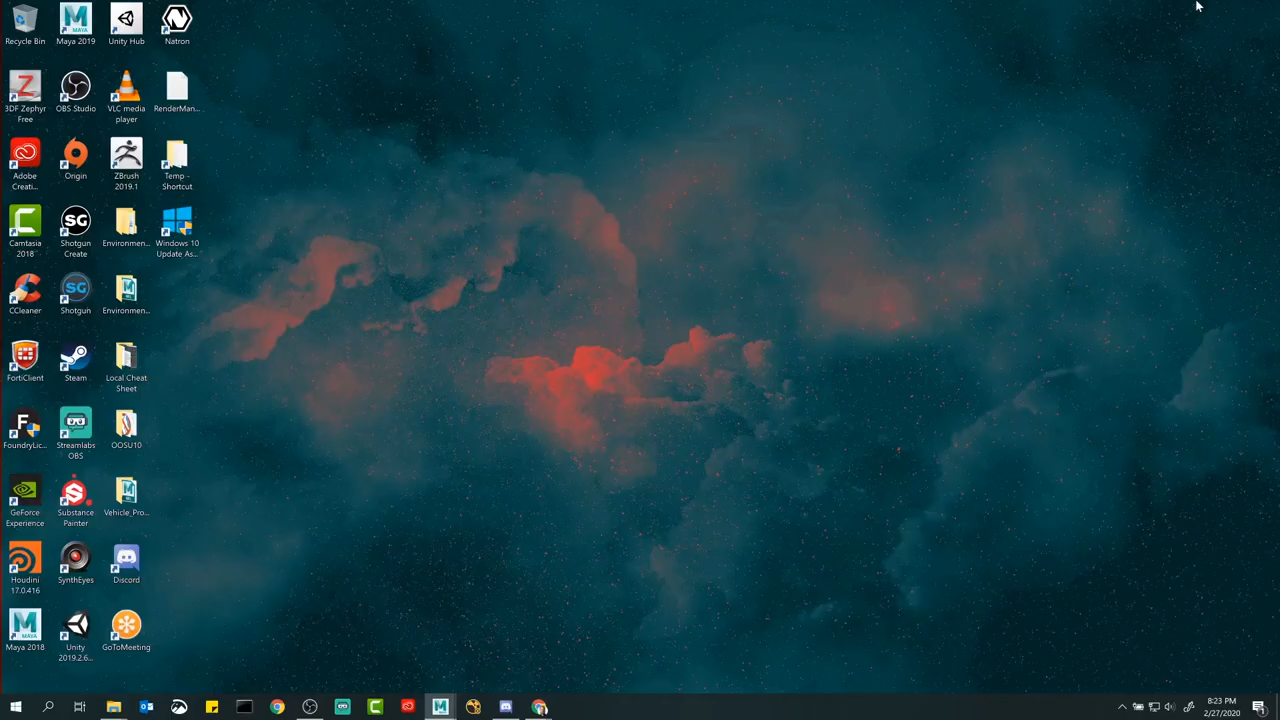 Recycle Bin
Maya 2019
Unity Hub
Natron
3DF Zephyr
Free
OBS Studio
VLC media
player
RenderMan...
Adobe
Creati...
Origin
ZBrush
2019.1
Temp -
Shortcut
Camtasia
2018
SG
Shotgun
Create
Environmen...
Windows 10
Update As...
CCleaner
SG
Shotgun
Environmen...
FortiClient
Steam
Local Cheat
Sheet
FoundryLic...
Streamlabs
OBS
OOSU10
Vehicle_Pro...
GeForce
Experience
Substance
Painter
Houdini
17.0.416
SynthEyes
Discord
Maya 2018
Unity
2019.2.6...
GoToMeeting
8:23 PM
2/27/2020